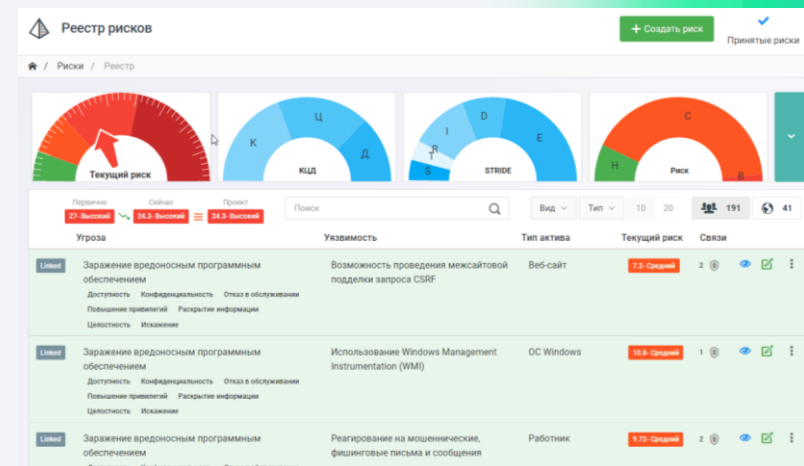 Реестр рисков
+ Создать риск
Принятые риски
/ Риски / Реестр
Текущий риск
К Ц Д
КЦД
S T R I D E
STRIDE
Н С В
Риск
Первично Сейчас Проект
27- Высокий 24.3- Высокий 24.3- Высокий
Поиск
Вид Тип 10 20 191 41
Угроза Уязвимость Тип актива Текущий риск Связи
Linked Заражение вредоносным программным Возможность проведения межсайтовой Веб-сайт 7.2- Средний 2
обеспечением подделки запроса CSRF
Доступность Конфиденциальность Отказ в обслуживании
Повышение привилегий Раскрытие информации
Целостность Искажение
Linked Заражение вредоносным программным Использование Windows Management ОС Windows 10.8- Средний 1
обеспечением Instrumentation (WMI)
Доступность Конфиденциальность Отказ в обслуживании
Повышение привилегий Раскрытие информации
Целостность Искажение
Linked Заражение вредоносным программным Реагирование на мошеннические, Работник 9.72- Средний 2
обеспечением фишинговые письма и сообщения